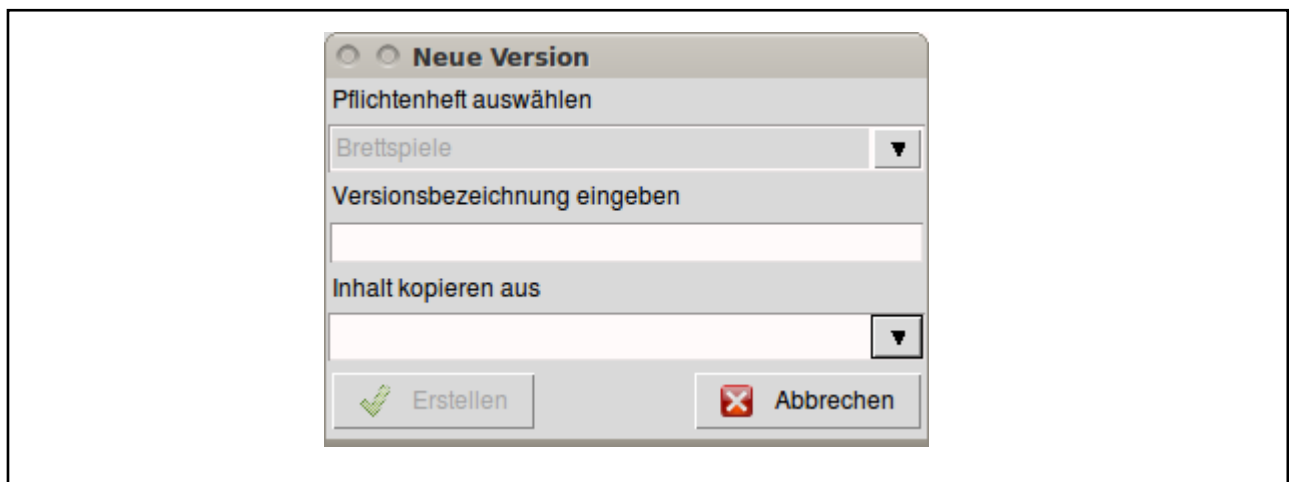 Neue Version
Pflichtenheft auswählen
Brettspiele
Versionsbezeichnung eingeben
Inhalt kopieren aus
Erstellen Abbrechen